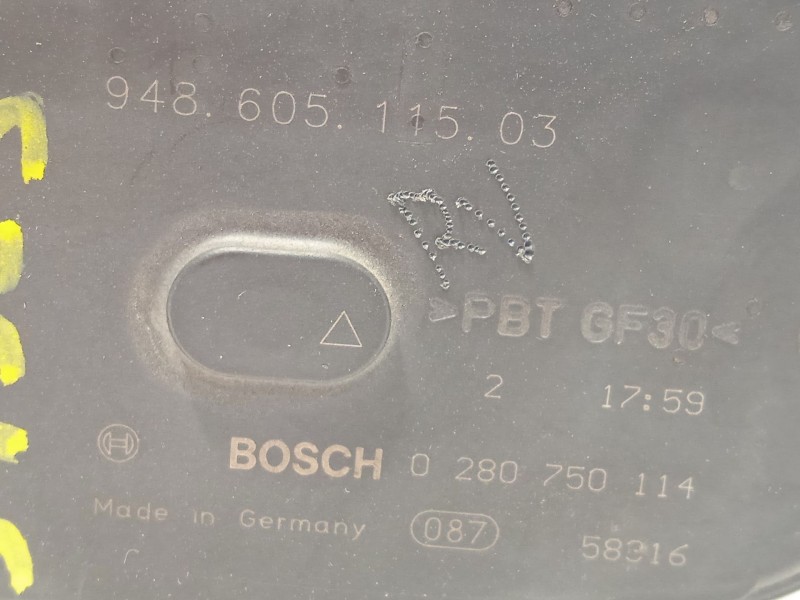 948.605.115.03
RV
>PBT GF30<
2 17:59
BOSCH 0 280 750 114
Made in Germany 087 58316